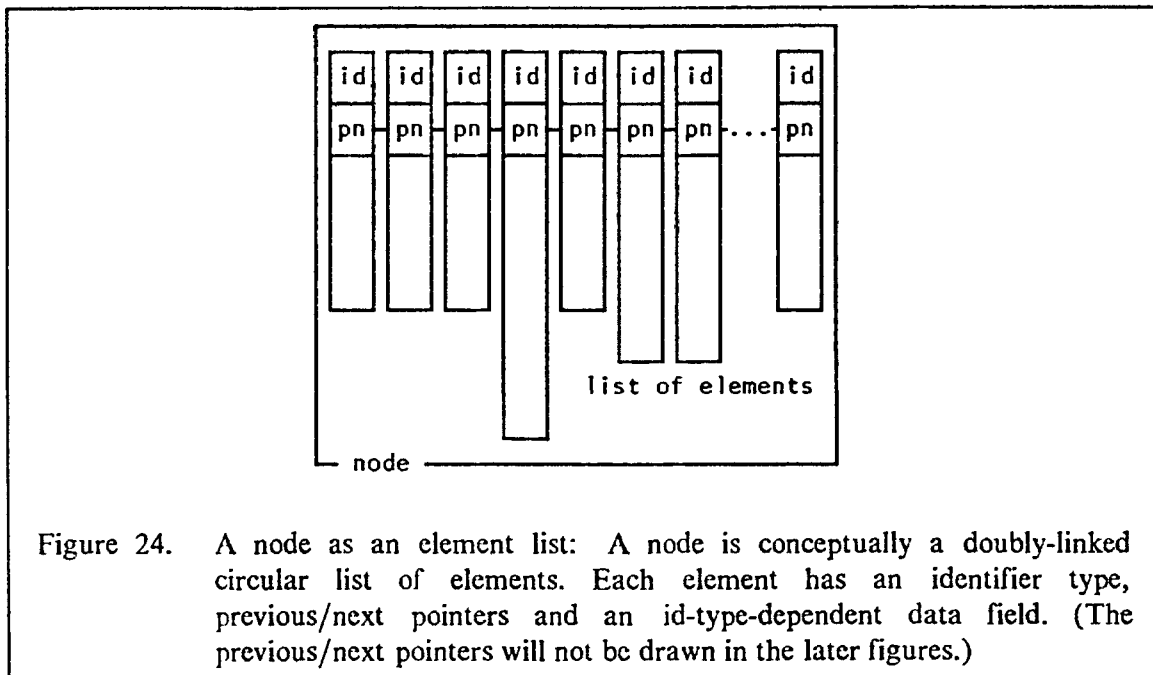 id id id id id id id id
pn pn pn pn pn pn pn ... pn
list of elements
node
Figure 24. A node as an element list: A node is conceptually a doubly-linked
circular list of elements. Each element has an identifier type,
previous/next pointers and an id-type-dependent data field. (The
previous/next pointers will not be drawn in the later figures.)